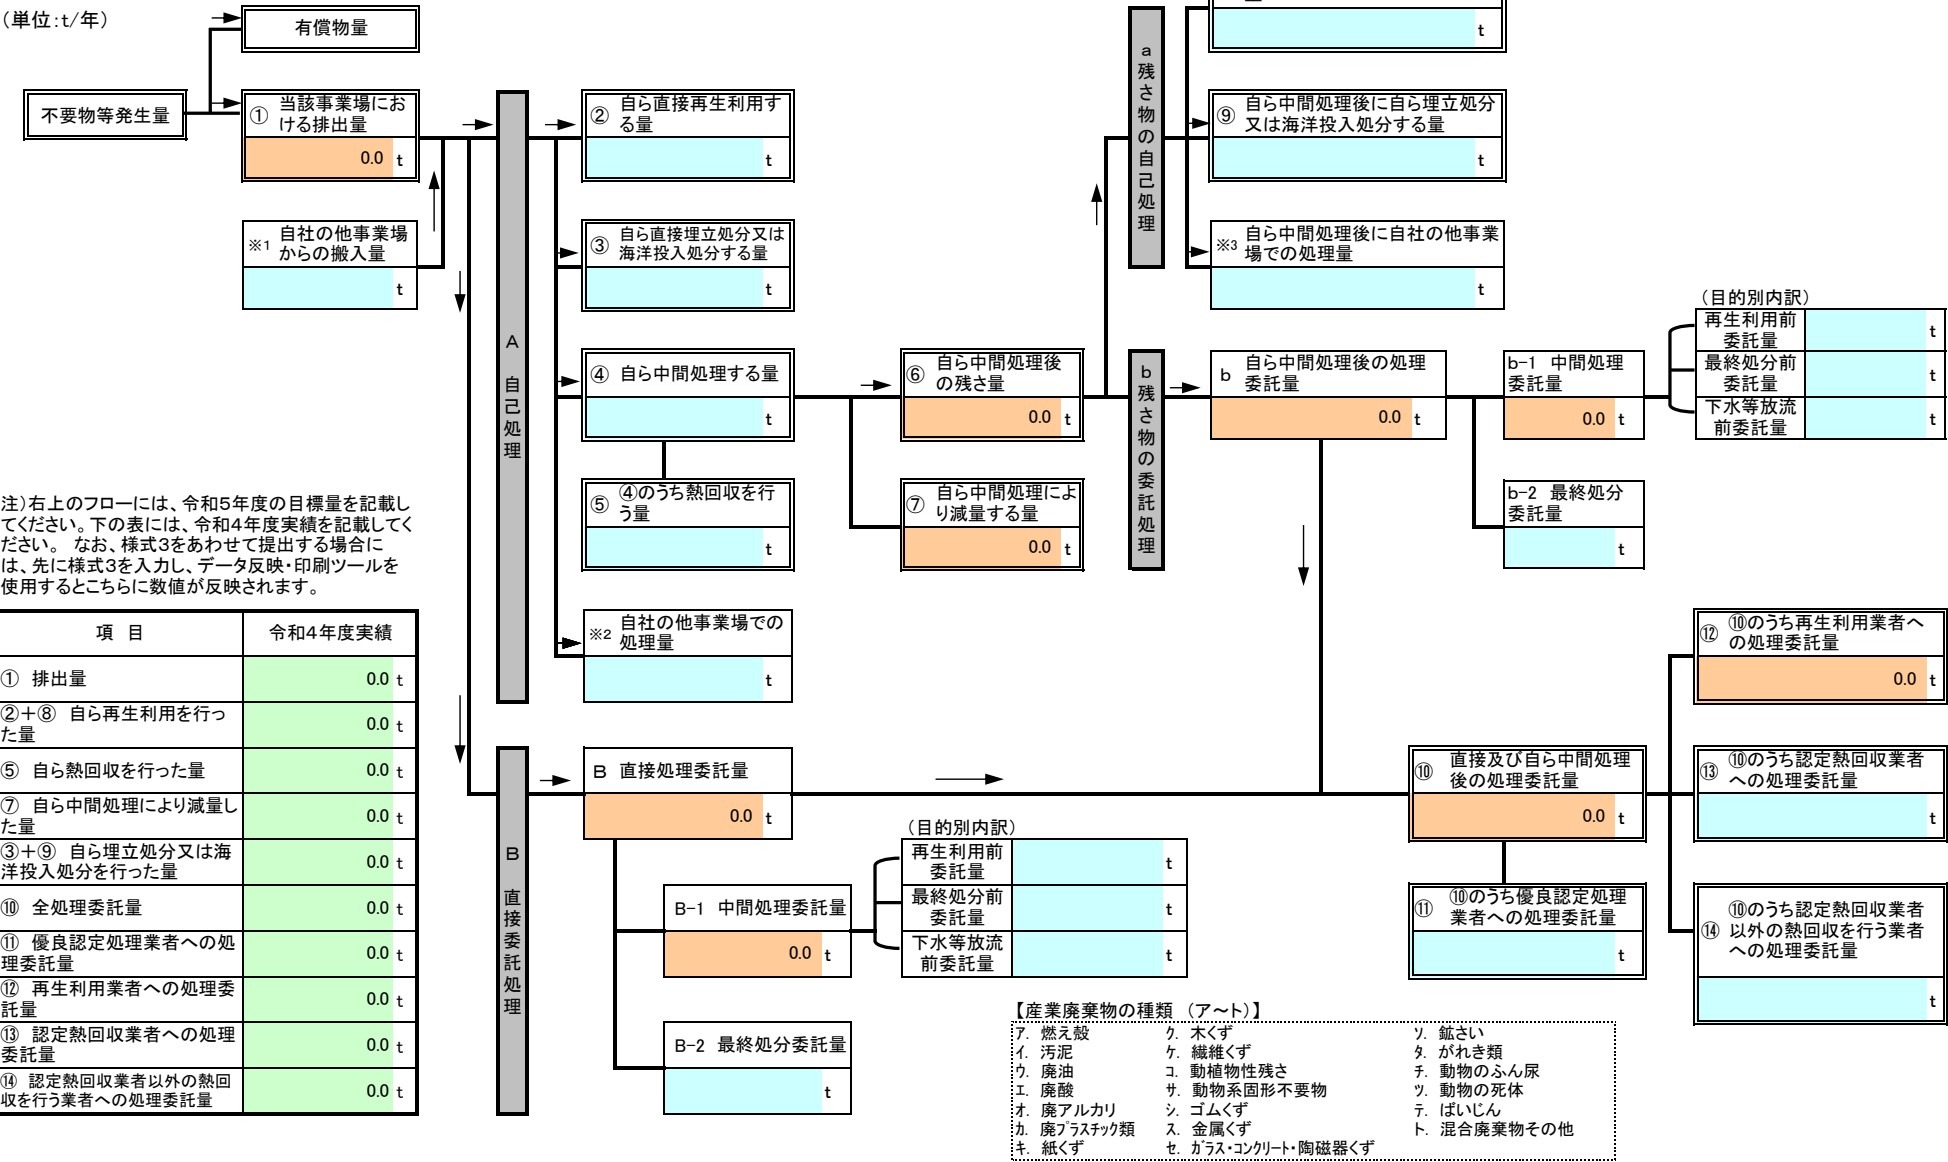 (単位:t/年)
有償物量
不要物等発生量
① 当該事業場にお
ける排出量
0.0 t
※1 自社の他事業場
からの搬入量
t
A 自己処理
② 自ら直接再生利用す
る量
t
③ 自ら直接埋立処分又は
海洋投入処分する量
t
④ 自ら中間処理する量
t
⑤ ④のうち熱回収を行
う量
t
※2 自社の他事業場での
処理量
t
⑥ 自ら中間処理後
の残さ量
0.0 t
⑦ 自ら中間処理によ
り減量する量
0.0 t
a残さ物の自己処理
t
⑨ 自ら中間処理後に自ら埋立処分
又は海洋投入処分する量
t
※3 自ら中間処理後に自社の他事業
場での処理量
t
b残さ物の委託処理
b 自ら中間処理後の処理
委託量
0.0 t
b-1 中間処理
委託量
0.0 t
(目的別内訳)
再生利用前
委託量
t
最終処分前
委託量
t
下水等放流
前委託量
t
b-2 最終処分
委託量
t
注)右上のフローには、令和5年度の目標量を記載し
てください。下の表には、令和4年度実績を記載してく
ださい。 なお、様式3をあわせて提出する場合に
は、先に様式3を入力し、データ反映・印刷ツールを
使用するとこちらに数値が反映されます。
項 目 令和4年度実績
① 排出量 0.0 t
②+⑧ 自ら再生利用を行っ
た量 0.0 t
⑤ 自ら熱回収を行った量 0.0 t
⑦ 自ら中間処理により減量し
た量 0.0 t
③+⑨ 自ら埋立処分又は海
洋投入処分を行った量 0.0 t
⑩ 全処理委託量 0.0 t
⑪ 優良認定処理業者への処
理委託量 0.0 t
⑫ 再生利用業者への処理委
託量 0.0 t
⑬ 認定熱回収業者への処理
委託量 0.0 t
⑭ 認定熱回収業者以外の熱回
収を行う業者への処理委託量 0.0 t
B 直接委託処理
B 直接処理委託量
0.0 t
B-1 中間処理委託量
0.0 t
(目的別内訳)
再生利用前
委託量
t
最終処分前
委託量
t
下水等放流
前委託量
t
B-2 最終処分委託量
t
⑩ 直接及び自ら中間処理
後の処理委託量
0.0 t
⑪ ⑩のうち優良認定処理
業者への処理委託量
t
⑫ ⑩のうち再生利用業者へ
の処理委託量
0.0 t
⑬ ⑩のうち認定熱回収業者
への処理委託量
t
⑭ ⑩のうち認定熱回収業者
以外の熱回収を行う業者
への処理委託量
t
【産業廃棄物の種類 (ア~ト)】
ア. 燃え殻 ク. 木くず ソ. 鉱さい
イ. 汚泥 ケ. 繊維くず タ. がれき類
ウ. 廃油 コ. 動植物性残さ チ. 動物のふん尿
エ. 廃酸 サ. 動物系固形不要物 ツ. 動物の死体
オ. 廃アルカリ シ. ゴムくず テ. ばいじん
カ. 廃プラスチック類 ス. 金属くず ト. 混合廃棄物その他
キ. 紙くず セ. ガラス・コンクリート・陶磁器くず